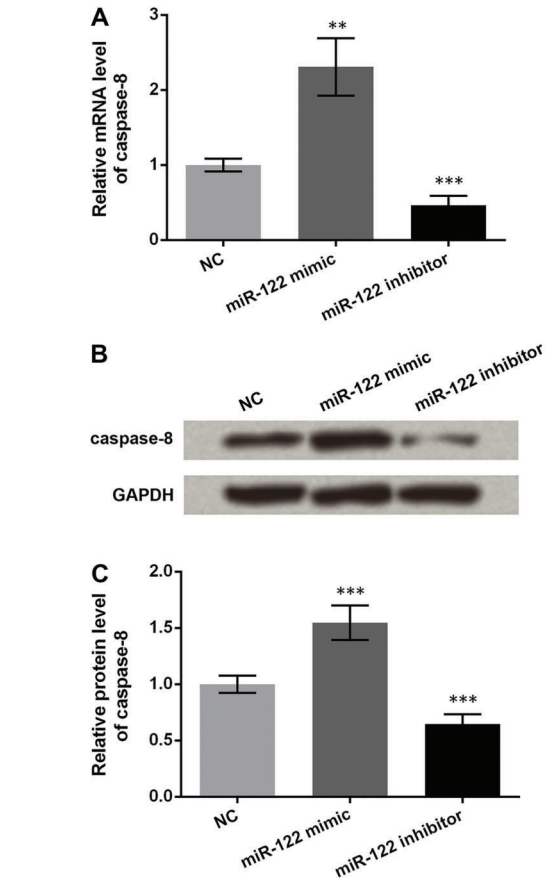 A
Relative mRNA level
of caspase-8
3
2
1
0
**
***
NC
miR-122 mimic
miR-122 inhibitor
B
NC
miR-122 mimic
miR-122 inhibitor
caspase-8
GAPDH
C
Relative protein level
of caspase-8
2.0
1.5
1.0
0.5
0.0
***
***
NC
miR-122 mimic
miR-122 inhibitor